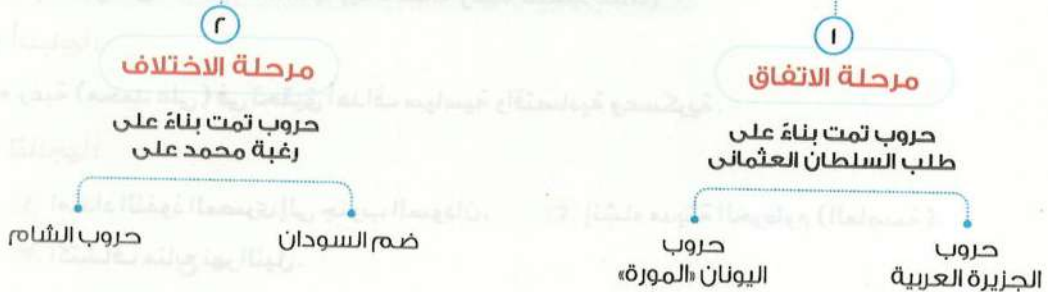 ١
مرحلة الاتفاق
حروب تمت بناءً على
طلب السلطان العثمانى
حروب
الجزيرة العربية
حروب
اليونان «المورة»
٢
مرحلة الاختلاف
حروب تمت بناءً على
رغبة محمد على
ضم السودان
حروب الشام